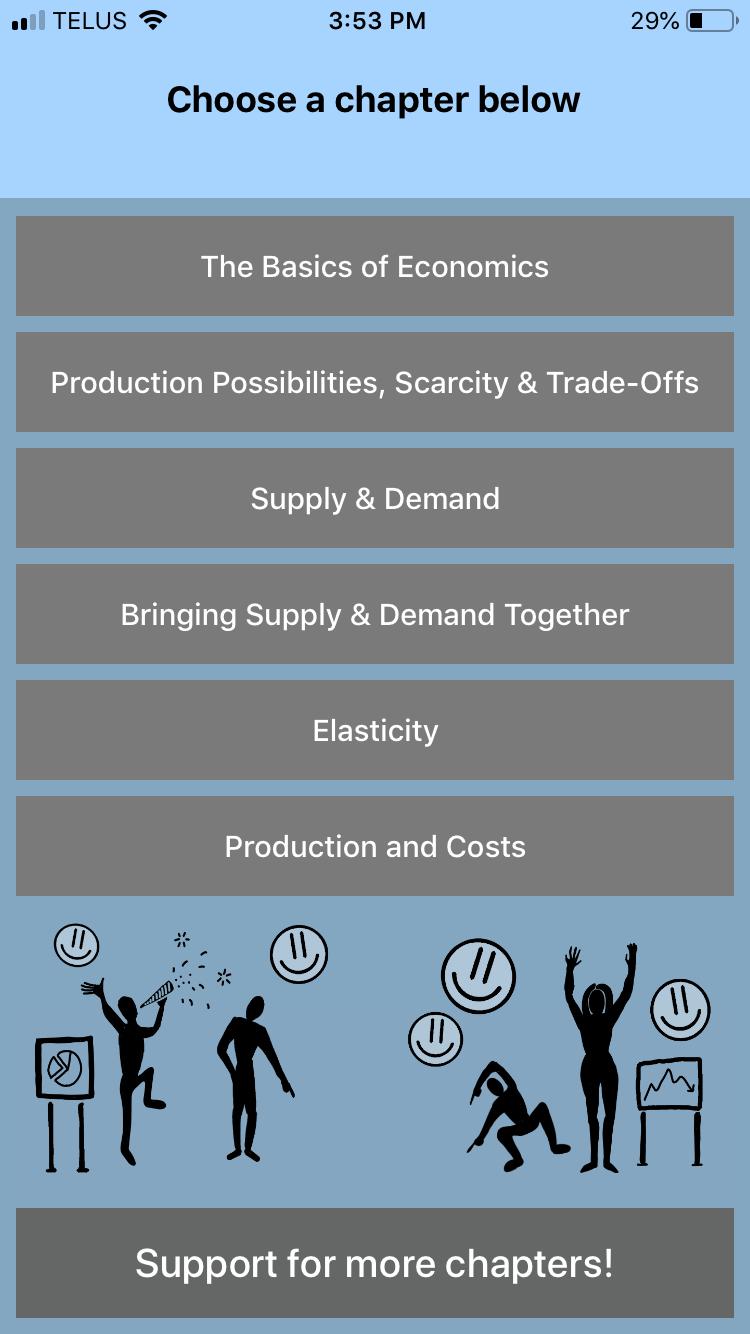 TELUS 3:53 PM 29%
Choose a chapter below
The Basics of Economics
Production Possibilities, Scarcity & Trade-Offs
Supply & Demand
Bringing Supply & Demand Together
Elasticity
Production and Costs
Support for more chapters!